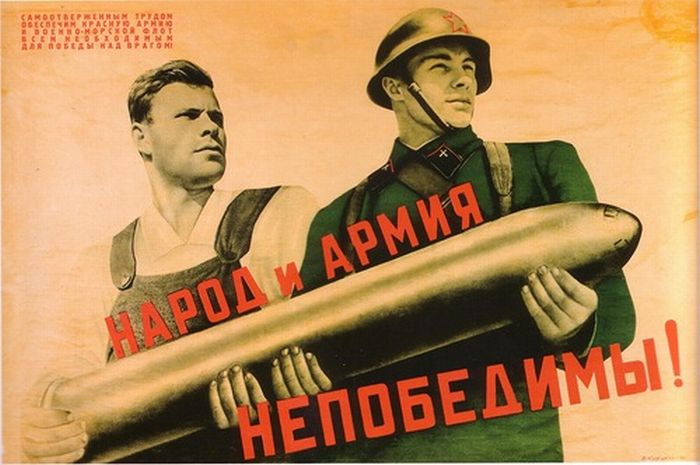 САМООТВЕРЖЕННЫМ ТРУДОМ
ОБЕСПЕЧИМ КРАСНУЮ АРМИЮ
И ВОЕННО-МОРСКОЙ ФЛОТ
ВСЕМ НЕОБХОДИМЫМ
ДЛЯ ПОБЕДЫ НАД ВРАГОМ!
НАРОД И АРМИЯ
НЕПОБЕДИМЫ!